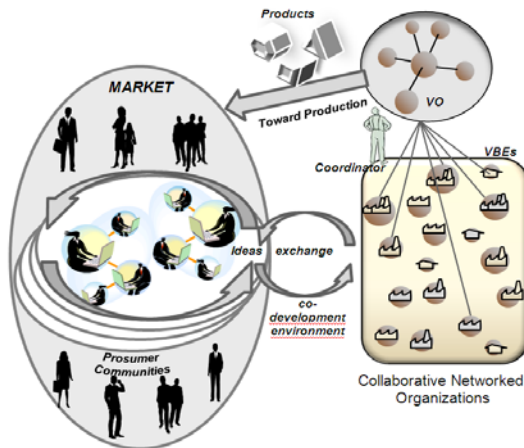 Products
MARKET
VO
Toward Production
Coordinator
VBEs
Ideas exchange
co-
development
environment
Prosumer
Communities
Collaborative Networked
Organizations